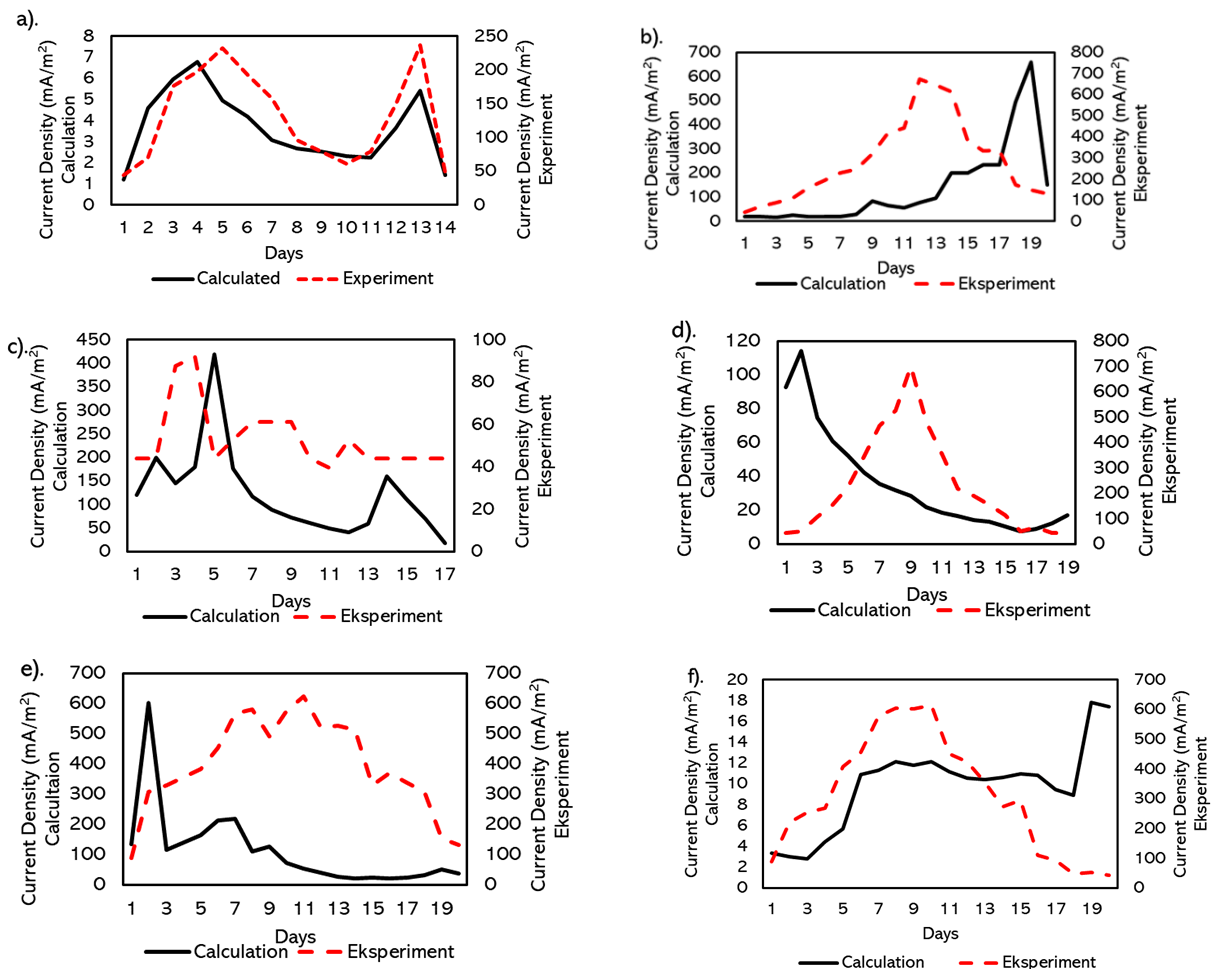 a).
Current Density (mA/m²)
Calculation
8
7
6
5
4
3
2
1
0
250
200
150
100
50
0
Current Density (mA/m²)
Experiment
1 2 3 4 5 6 7 8 9 10 11 12 13 14
Days
Calculated Experiment
b).
Current Density (mA/m²)
Calculation
700
600
500
400
300
200
100
0
800
700
600
500
400
300
200
100
0
Current Density (mA/m²)
Eksperiment
1 3 5 7 9 11 13 15 17 19
Days
Calculation Eksperiment
c).
Current Density (mA/m²)
Calculation
450
400
350
300
250
200
150
100
50
0
100
80
60
40
20
0
Current Density (mA/m²)
Eksperiment
1 3 5 7 9 11 13 15 17
Days
Calculation Eksperiment
d).
Current Density (mA/m²)
Calculation
120
100
80
60
40
20
0
800
700
600
500
400
300
200
100
0
Current Density (mA/m²)
Eksperiment
1 3 5 7 9 11 13 15 17 19
Days
Calculation Eksperiment
e).
Current Density (mA/m²)
Calcultaion
700
600
500
400
300
200
100
0
700
600
500
400
300
200
100
0
Current Density (mA/m²)
Eksperiment
1 3 5 7 9 11 13 15 17 19
Days
Calculation Eksperiment
f).
Current Density (mA/m²)
Calculation
20
18
16
14
12
10
8
6
4
2
0
700
600
500
400
300
200
100
0
Current Density (mA/m²)
Eksperiment
1 3 5 7 9 11 13 15 17 19
Days
Calculation Eksperiment